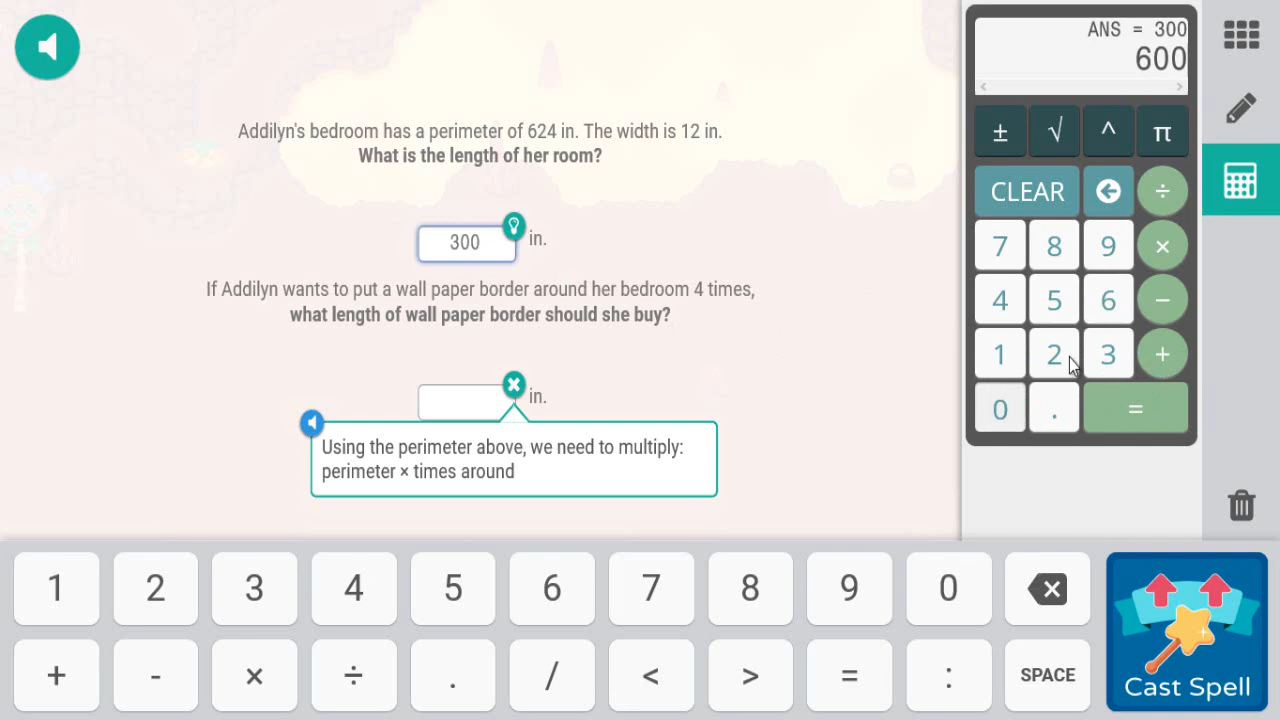 Addilyn's bedroom has a perimeter of 624 in. The width is 12 in.
What is the length of her room?
300 in.
If Addilyn wants to put a wall paper border around her bedroom 4 times,
what length of wall paper border should she buy?
in.
Using the perimeter above, we need to multiply:
perimeter × times around
ANS = 300
600
± √ ^ π
CLEAR ÷
7 8 9 ×
4 5 6 −
1 2 3 +
0 . =
1 2 3 4 5 6 7 8 9 0
+ - × ÷ . / < > = : SPACE
Cast Spell